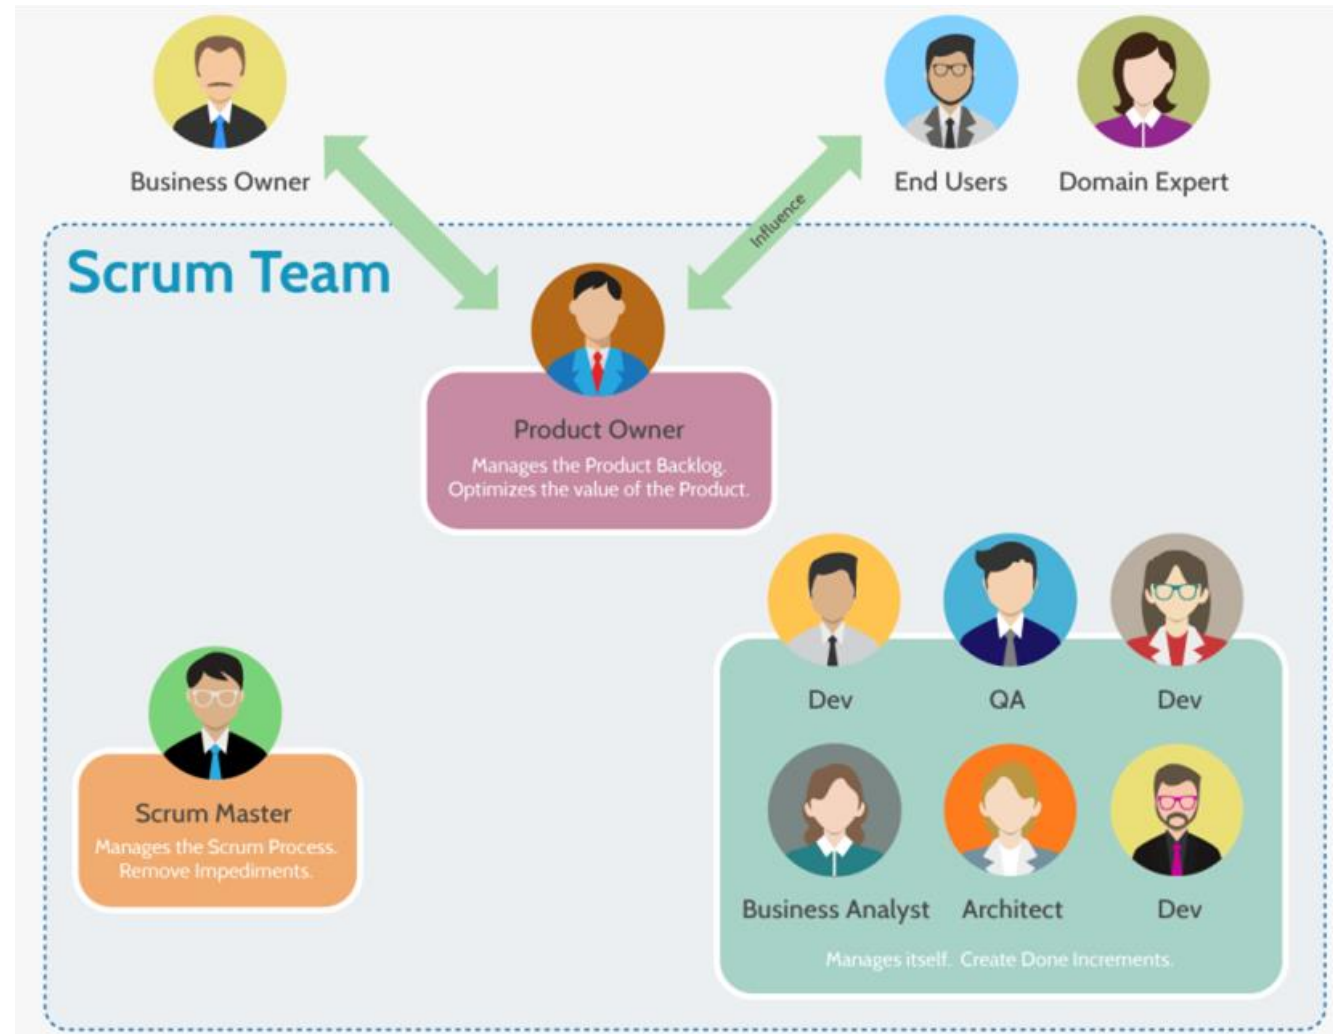 Business Owner
End Users
Domain Expert
Influence
Scrum Team
Product Owner
Manages the Product Backlog.
Optimizes the value of the Product.
Dev
QA
Dev
Scrum Master
Manages the Scrum Process.
Remove Impediments.
Business Analyst
Architect
Dev
Manages itself. Create Done Increments.